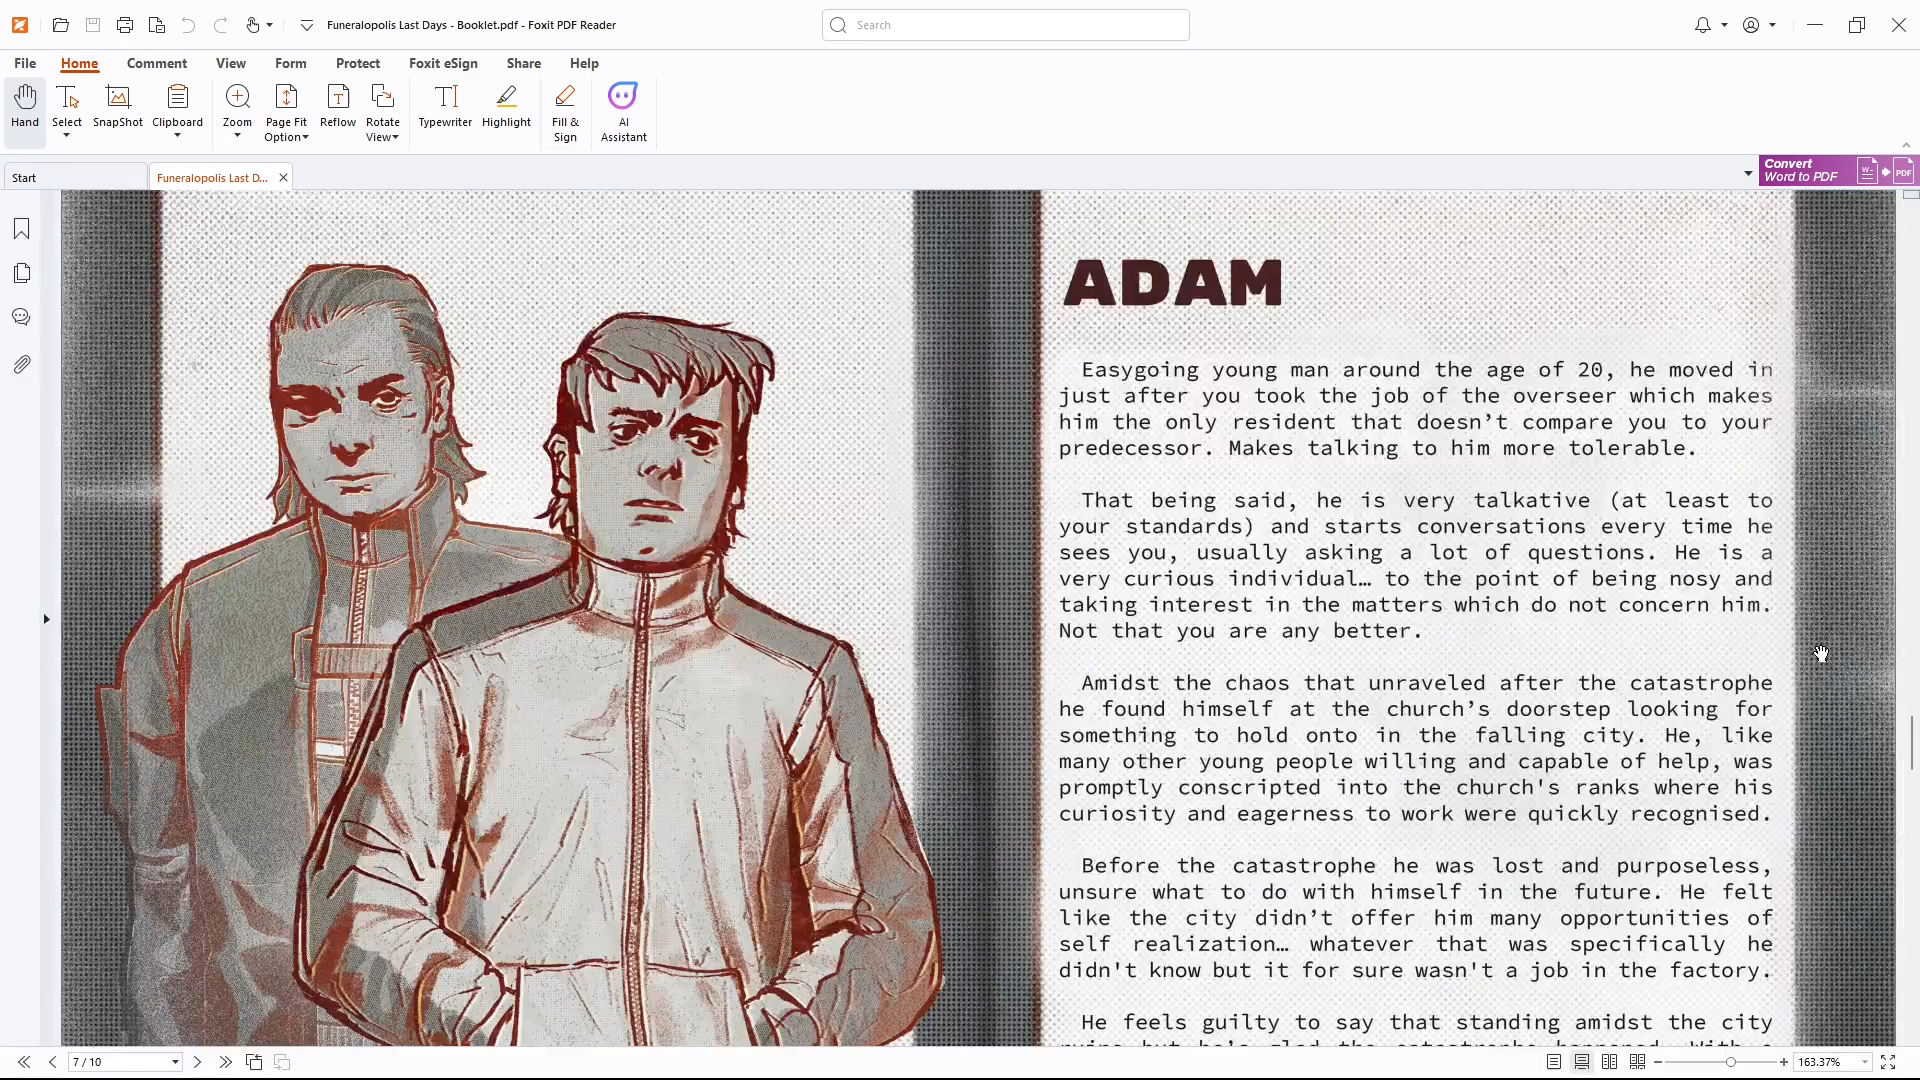 Funeralopolis Last Days - Booklet.pdf - Foxit PDF Reader
Search
File Home Comment View Form Protect Foxit eSign Share Help
Hand
Select
SnapShot
Clipboard
Zoom
Page Fit Option
Reflow
Rotate View
Typewriter
Highlight
Fill & Sign
AI Assistant
Start
Funeralopolis Last D...
Convert
Word to PDF
PDF
ADAM
Easygoing young man around the age of 20, he moved in
just after you took the job of the overseer which makes
him the only resident that doesn’t compare you to your
predecessor. Makes talking to him more tolerable.
That being said, he is very talkative (at least to
your standards) and starts conversations every time he
sees you, usually asking a lot of questions. He is a
very curious individual… to the point of being nosy and
taking interest in the matters which do not concern him.
Not that you are any better.
Amidst the chaos that unraveled after the catastrophe
he found himself at the church’s doorstep looking for
something to hold onto in the falling city. He, like
many other young people willing and capable of help, was
promptly conscripted into the church's ranks where his
curiosity and eagerness to work were quickly recognised.
Before the catastrophe he was lost and purposeless,
unsure what to do with himself in the future. He felt
like the city didn’t offer him many opportunities of
self realization… whatever that was specifically he
didn't know but it for sure wasn't a job in the factory.
He feels guilty to say that standing amidst the city
7 / 10
163.37%